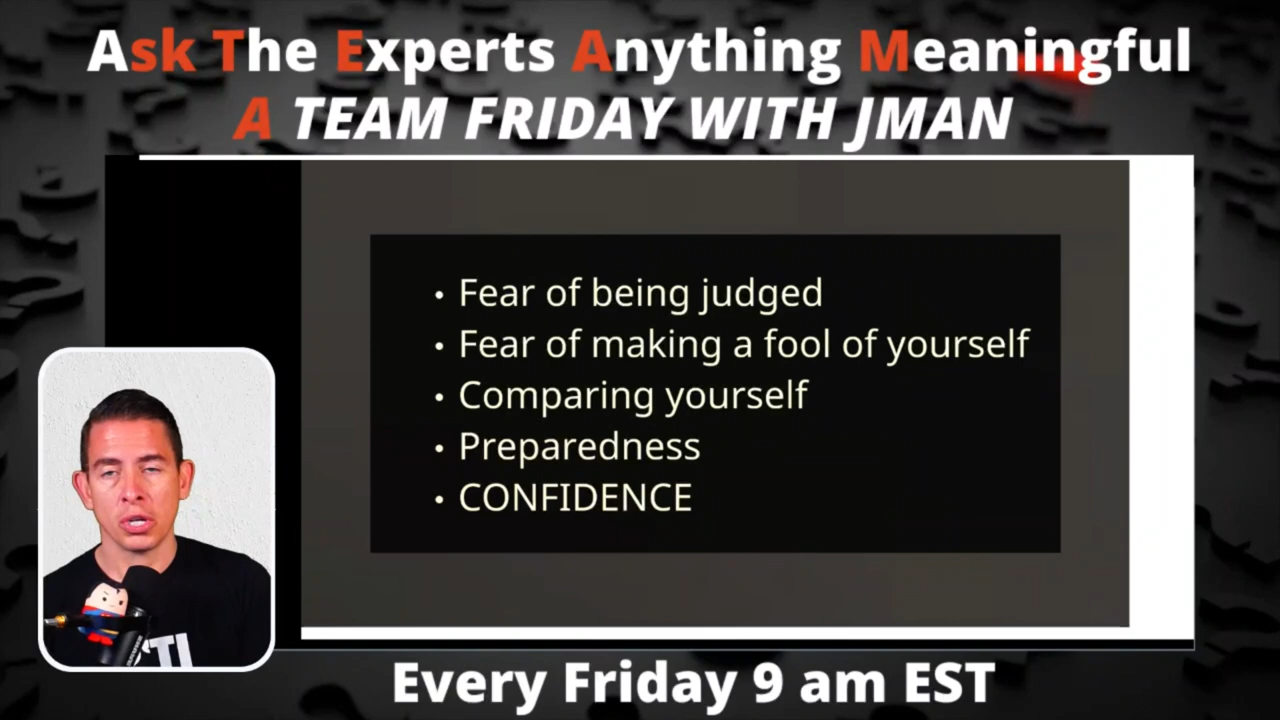 Ask The Experts Anything Meaningful
A TEAM FRIDAY WITH JMAN
• Fear of being judged
• Fear of making a fool of yourself
• Comparing yourself
• Preparedness
• CONFIDENCE
Every Friday 9 am EST